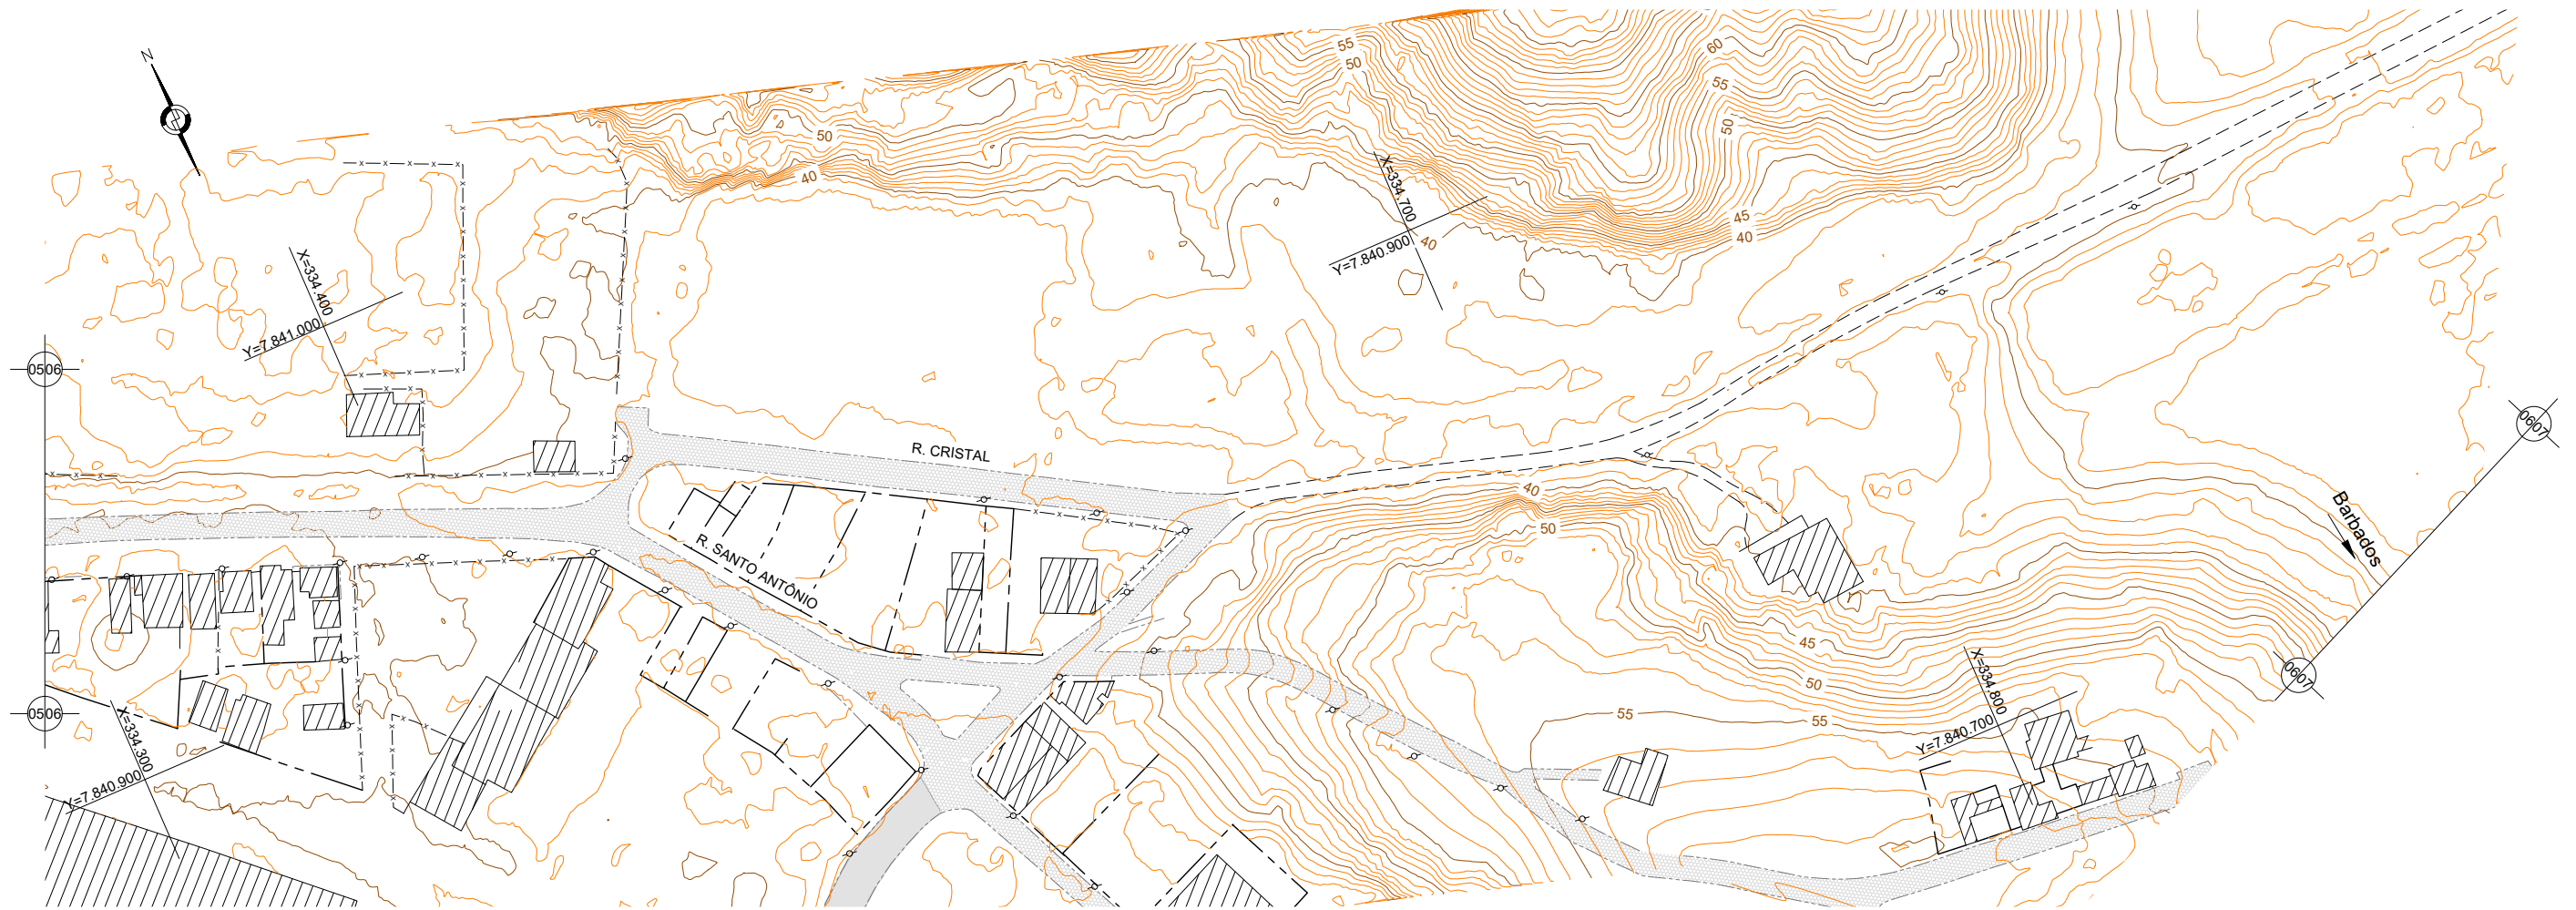 N
55
50
60
55
50
50
40
X=334.700
Y=7.840.900
40
45
40
X=334.400
Y=7.841.000
0506
0607
R. CRISTAL
40
50
Barbados
R. SANTO ANTÔNIO
45
50
0607
X=334.800
Y=7.840.700
0506
55
55
X=334.300
Y=7.840.900